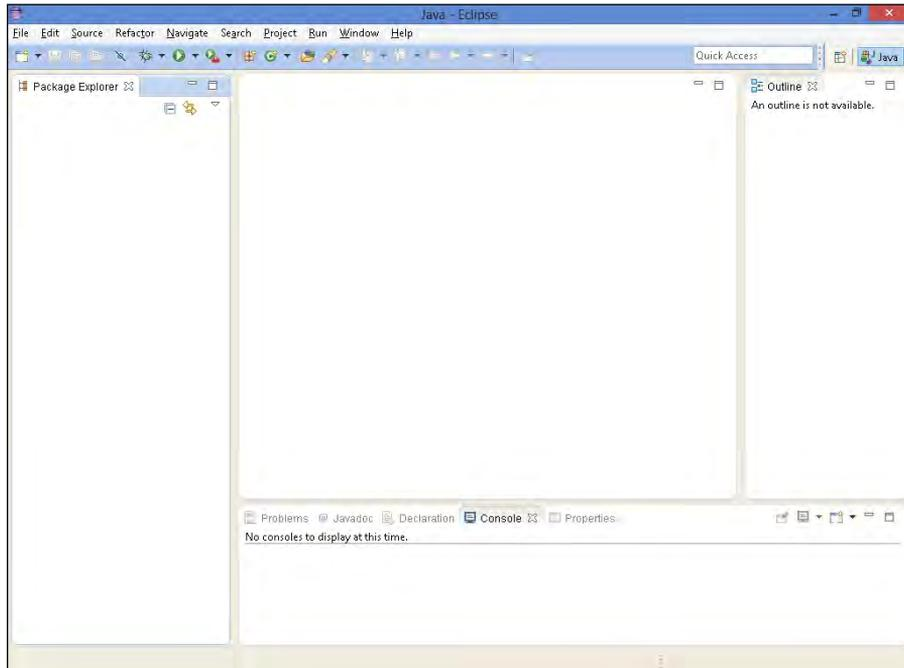 Java - Eclipse
File Edit Source Refactor Navigate Search Project Run Window Help
Quick Access
Java
Package Explorer
Outline
An outline is not available.
Problems Javadoc Declaration Console Properties
No consoles to display at this time.